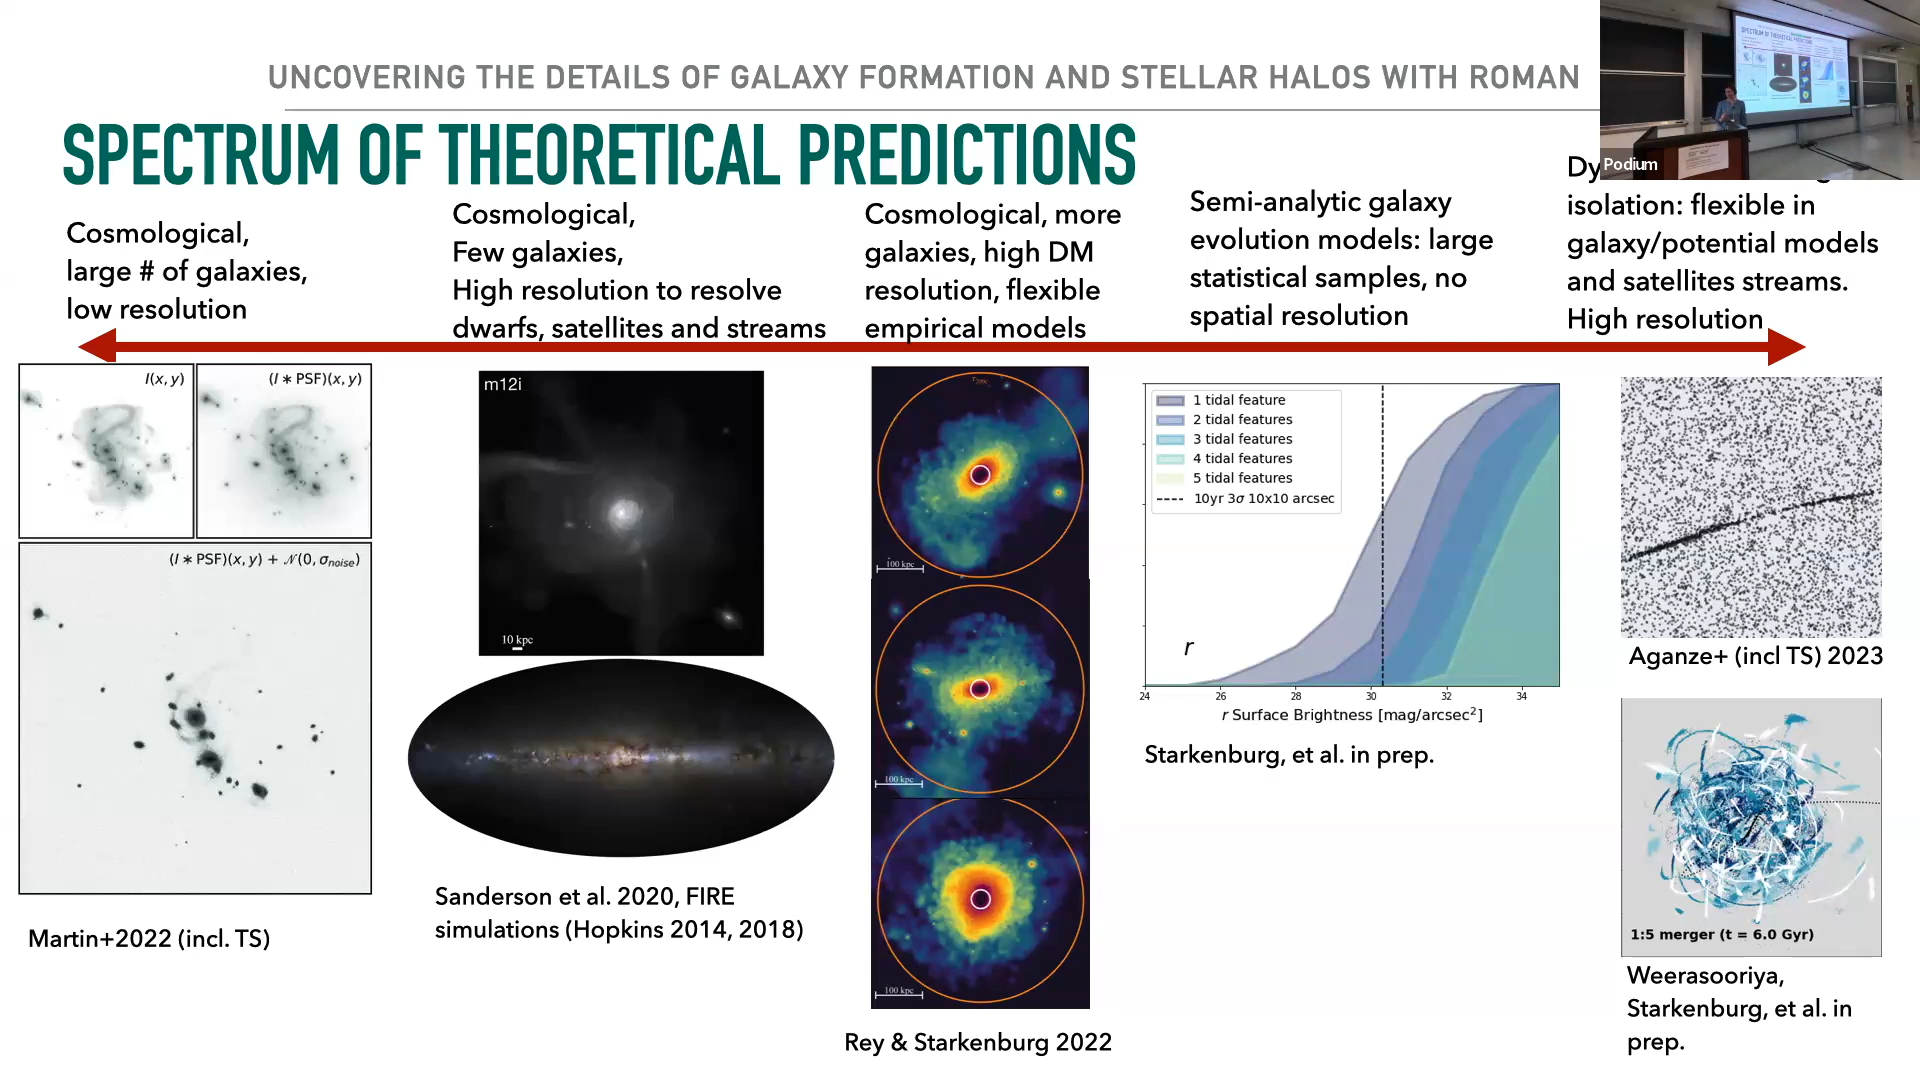 UNCOVERING THE DETAILS OF GALAXY FORMATION AND STELLAR HALOS WITH ROMAN
SPECTRUM OF THEORETICAL PREDICTIONS
Podium
Cosmological,
large # of galaxies,
low resolution
Cosmological,
Few galaxies,
High resolution to resolve
dwarfs, satellites and streams
Cosmological, more
galaxies, high DM
resolution, flexible
empirical models
Semi-analytic galaxy
evolution models: large
statistical samples, no
spatial resolution
isolation: flexible in
galaxy/potential models
and satellites streams.
High resolution
I(x, y)
(I ∗ PSF)(x, y)
(I ∗ PSF)(x, y) + 𝒩(0, σnoise)
Martin+2022 (incl. TS)
m12i
10 kpc
Sanderson et al. 2020, FIRE
simulations (Hopkins 2014, 2018)
100 kpc
100 kpc
100 kpc
Rey & Starkenburg 2022
1 tidal feature
2 tidal features
3 tidal features
4 tidal features
5 tidal features
10yr 3σ 10x10 arcsec
r
24 26 28 30 32 34
r Surface Brightness [mag/arcsec²]
Starkenburg, et al. in prep.
Aganze+ (incl TS) 2023
1:5 merger (t = 6.0 Gyr)
Weerasooriya,
Starkenburg, et al. in
prep.